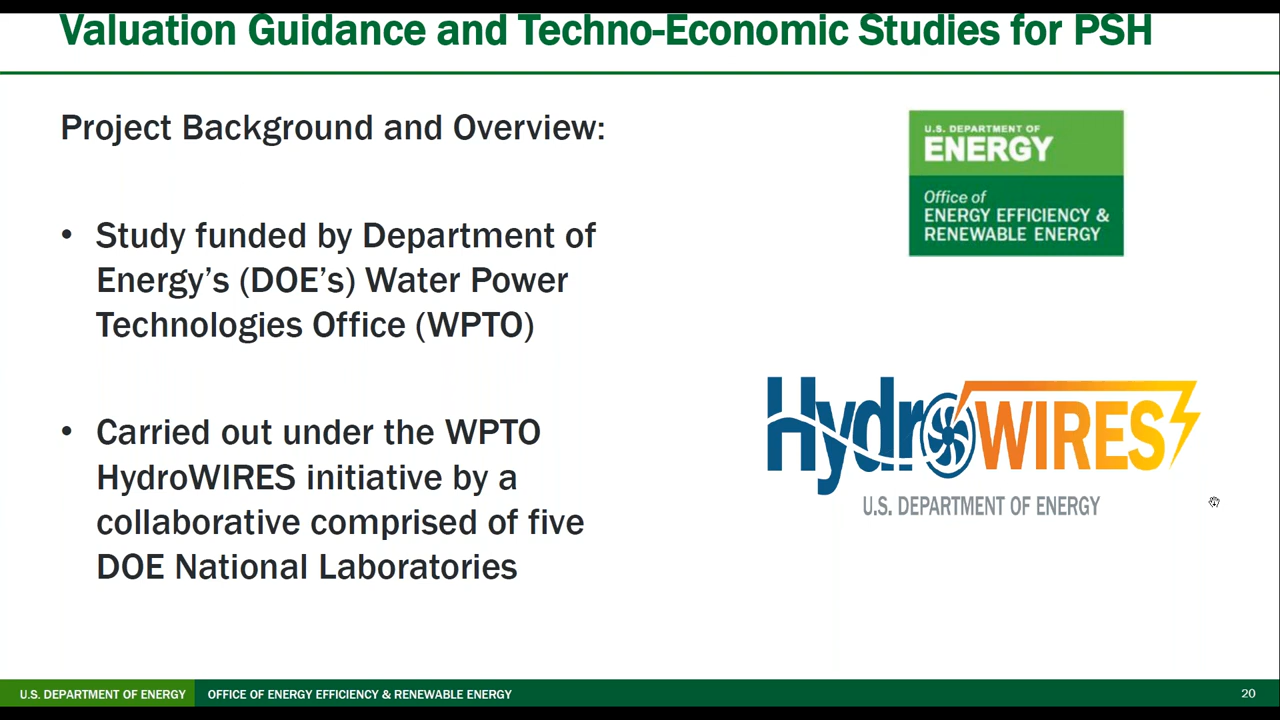 Valuation Guidance and Techno-Economic Studies for PSH
Project Background and Overview:
• Study funded by Department of
Energy’s (DOE’s) Water Power
Technologies Office (WPTO)
• Carried out under the WPTO
HydroWIRES initiative by a
collaborative comprised of five
DOE National Laboratories
U.S. DEPARTMENT OF
ENERGY
Office of
ENERGY EFFICIENCY &
RENEWABLE ENERGY
HydroWIRES
U.S. DEPARTMENT OF ENERGY
U.S. DEPARTMENT OF ENERGY OFFICE OF ENERGY EFFICIENCY & RENEWABLE ENERGY 20